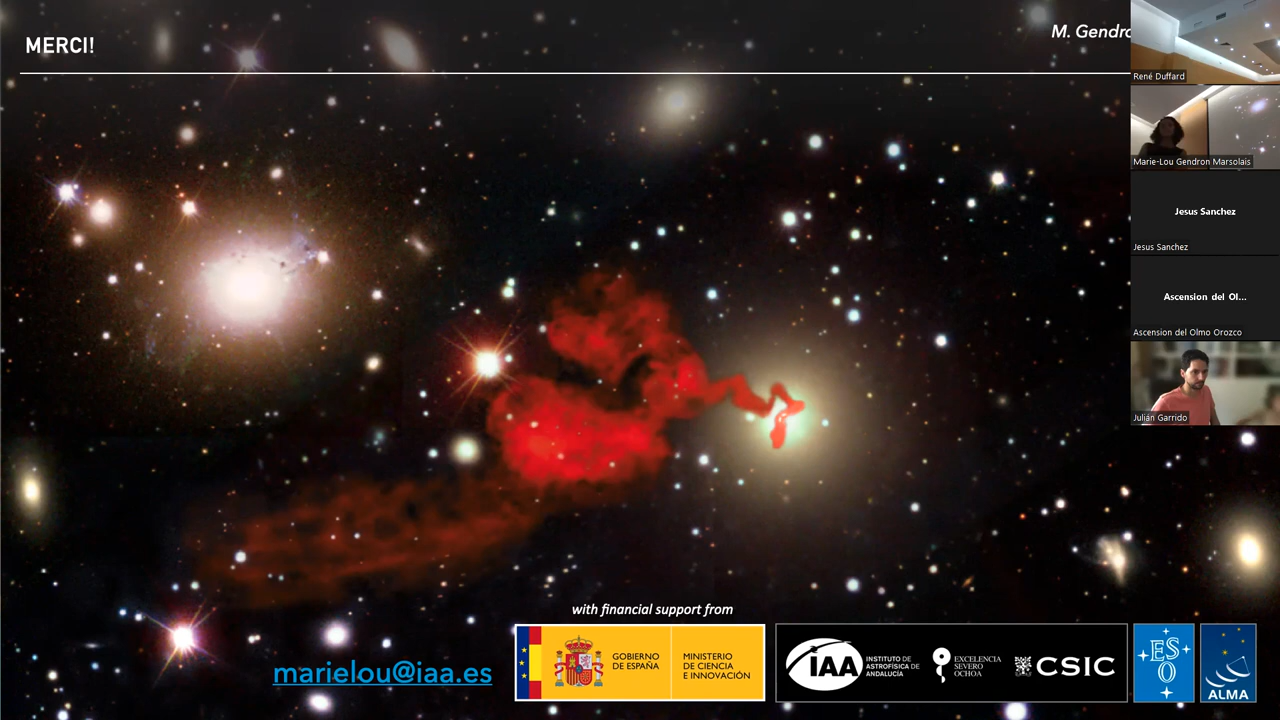 MERCI!
M. Gendro
René Duffard
Marie-Lou Gendron Marsolais
Jesus Sanchez
Jesus Sanchez
Ascension del Ol...
Ascension del Olmo Orozco
Julián Garrido
with financial support from
marielou@iaa.es
GOBIERNO
DE ESPAÑA
MINISTERIO
DE CIENCIA
E INNOVACIÓN
IAA
INSTITUTO DE
ASTROFÍSICA DE
ANDALUCÍA
EXCELENCIA
SEVERO
OCHOA
CSIC
ESO
ALMA